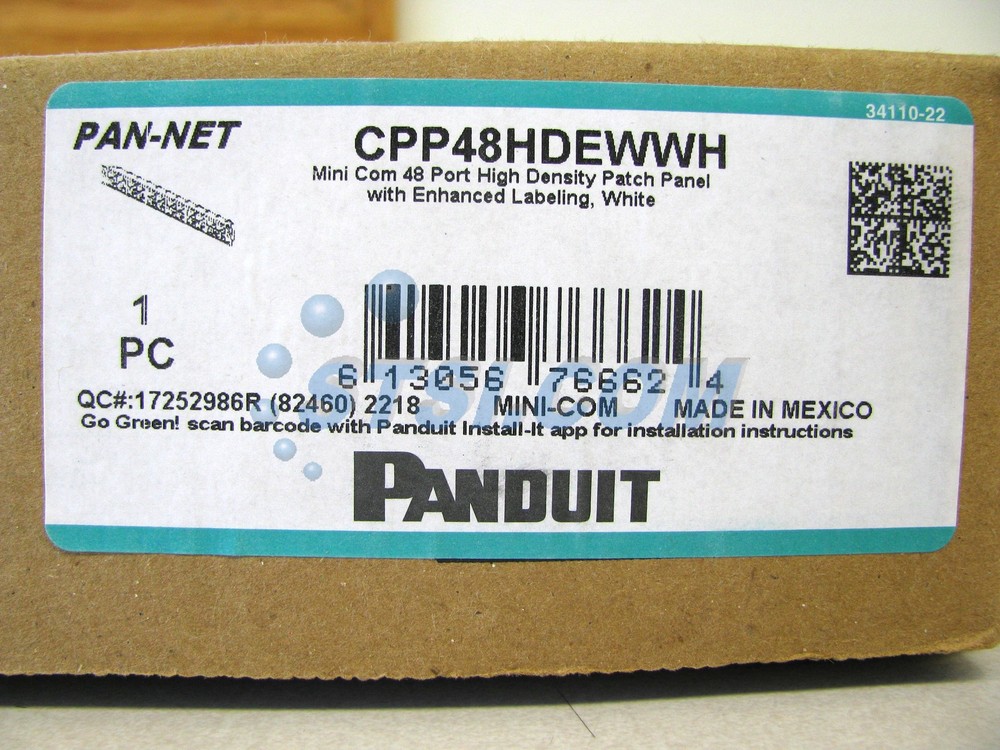 34110-22
PAN-NET
CPP48HDEWWH
Mini Com 48 Port High Density Patch Panel
with Enhanced Labeling, White
1
PC
6 13056 76662 4
STSI.COM
QC#:17252986R (82460) 2218 MINI-COM MADE IN MEXICO
Go Green! scan barcode with Panduit Install-It app for installation instructions
PANDUIT